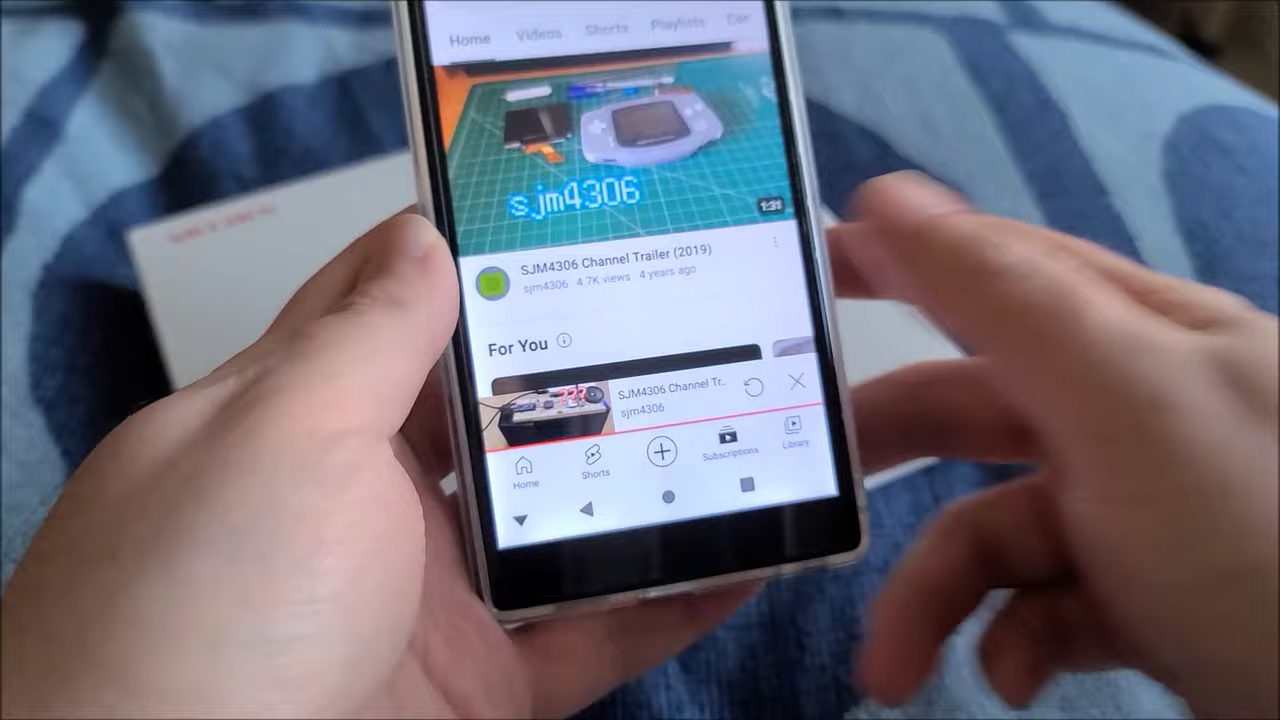 Home Videos Shorts Playlists
sjm4306
1:31
SJM4306 Channel Trailer (2019)
sjm4306 4.7K views 4 years ago
For You
???
SJM4306 Channel Tr..
sjm4306
Home
Shorts
Subscriptions
Library